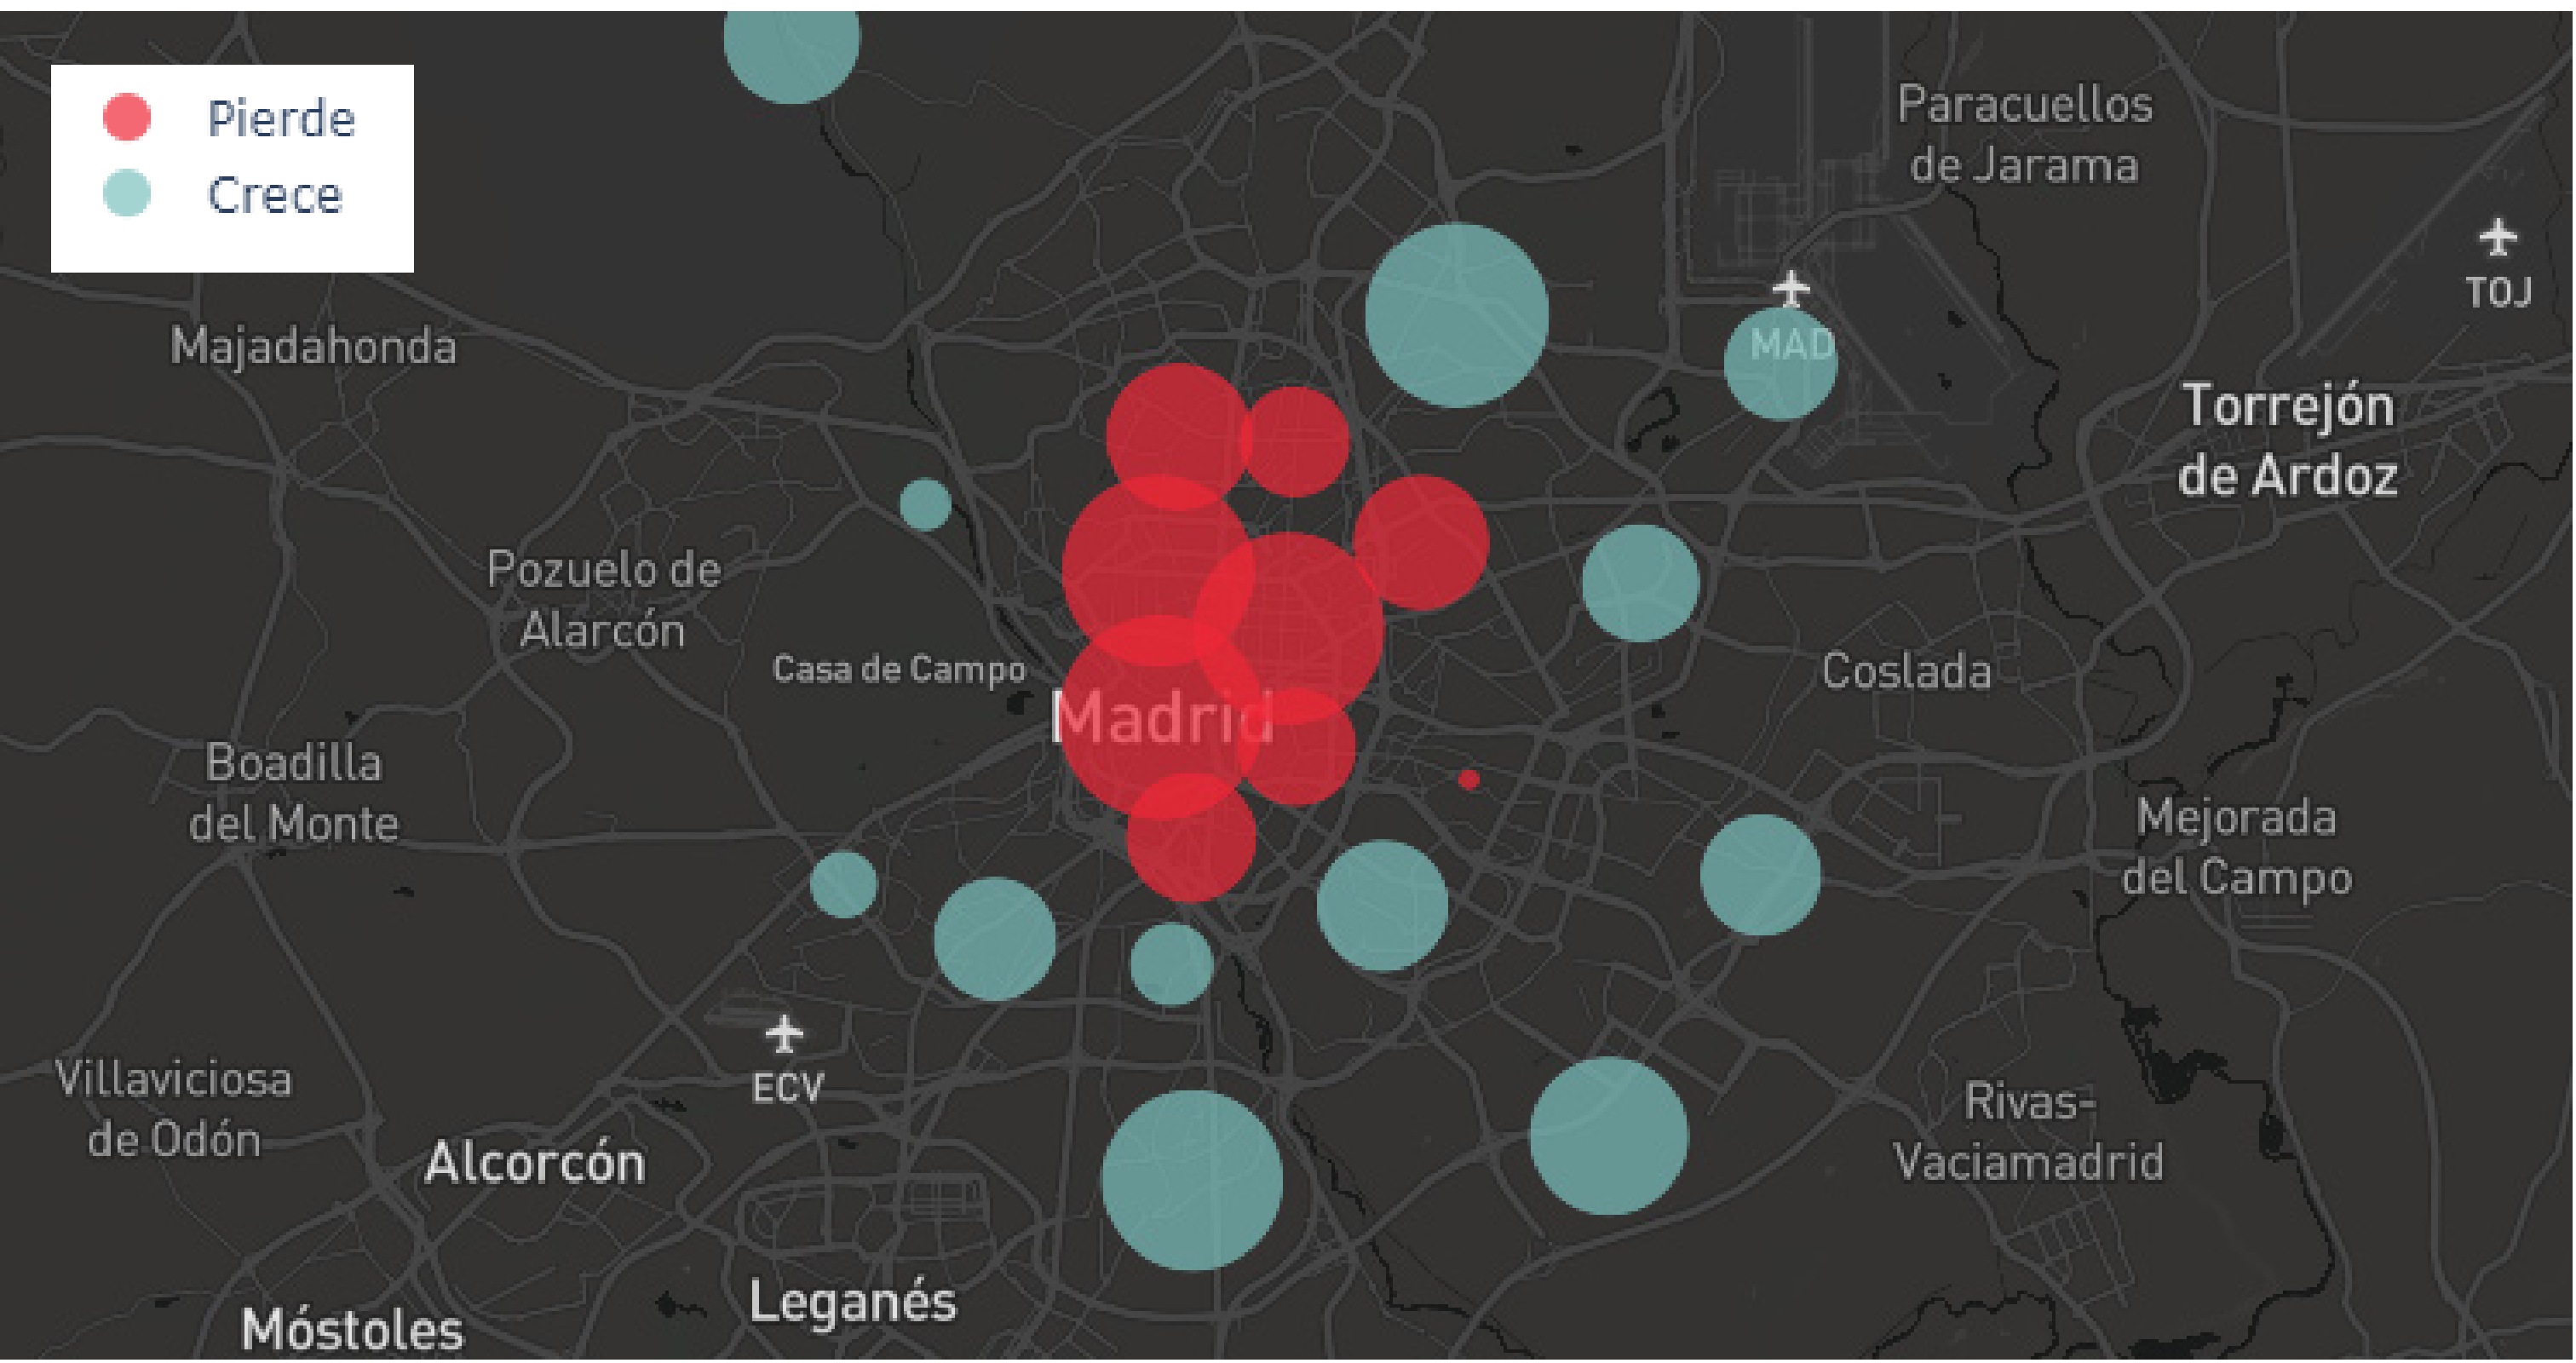 Pierde
Crece
Paracuellos
de Jarama
TOJ
Majadahonda
MAD
Torrejón
de Ardoz
Pozuelo de
Alarcón
Casa de Campo
Coslada
Madrid
Boadilla
del Monte
Mejorada
del Campo
ECV
Villaviciosa
de Odón
Rivas-
Vaciamadrid
Alcorcón
Leganés
Móstoles